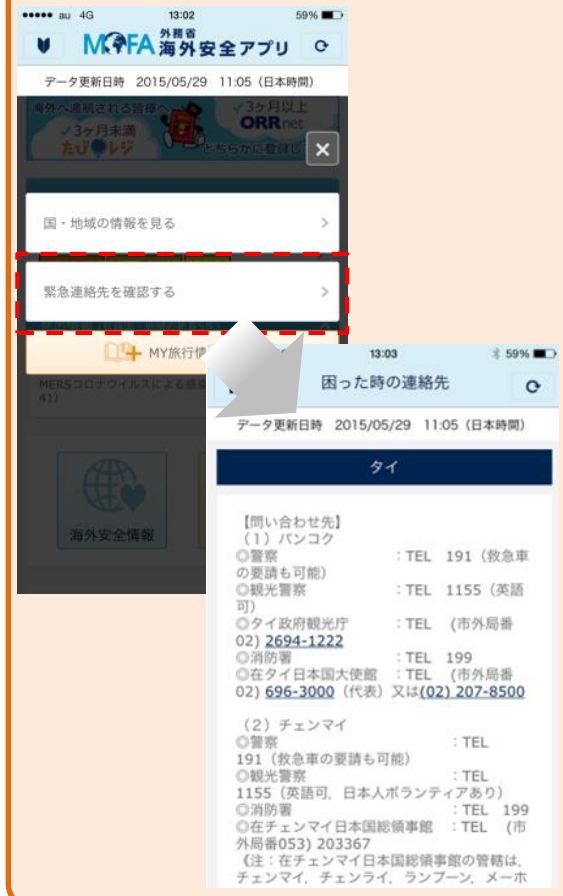 au 4G 13:02 59%
MOFA 外務省
海外安全アプリ
データ更新日時 2015/05/29 11:05（日本時間）
海外へ渡航される皆様へ
✓3ヶ月未満
たびレジ
✓3ヶ月以上
ORRnet
どちらかに登録し
×
国・地域の情報を見る >
緊急連絡先を確認する >
MY旅行情
MERSコロナウイルスによる感染
41)
海外安全情報
13:03 59%
困った時の連絡先
データ更新日時 2015/05/29 11:05（日本時間）
タイ
【問い合わせ先】
（1）バンコク
◎警察 ：TEL 191（救急車
の要請も可能）
◎観光警察 ：TEL 1155（英語
可）
◎タイ政府観光庁 ：TEL (市外局番
02) 2694-1222
◎消防署 ：TEL 199
◎在タイ日本国大使館 ：TEL (市外局番
02) 696-3000（代表）又は(02) 207-8500
（2）チェンマイ
◎警察 ：TEL
191（救急車の要請も可能）
◎観光警察 ：TEL
1155（英語可，日本人ボランティアあり）
◎消防署 ：TEL 199
◎在チェンマイ日本国総領事館 ：TEL (市
外局番053) 203367
《注：在チェンマイ日本国総領事館の管轄は、
チェンマイ，チェンライ，ランプーン，メーホ